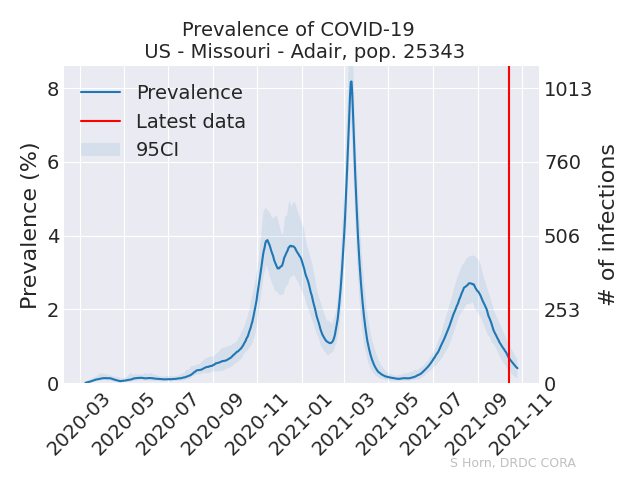 Prevalence of COVID-19
US - Missouri - Adair, pop. 25343
Prevalence
Latest data
95CI
Prevalence (%)
8
6
4
2
0
# of infections
1013
760
506
253
0
2020-03
2020-05
2020-07
2020-09
2020-11
2021-01
2021-03
2021-05
2021-07
2021-09
2021-11
S Horn, DRDC CORA